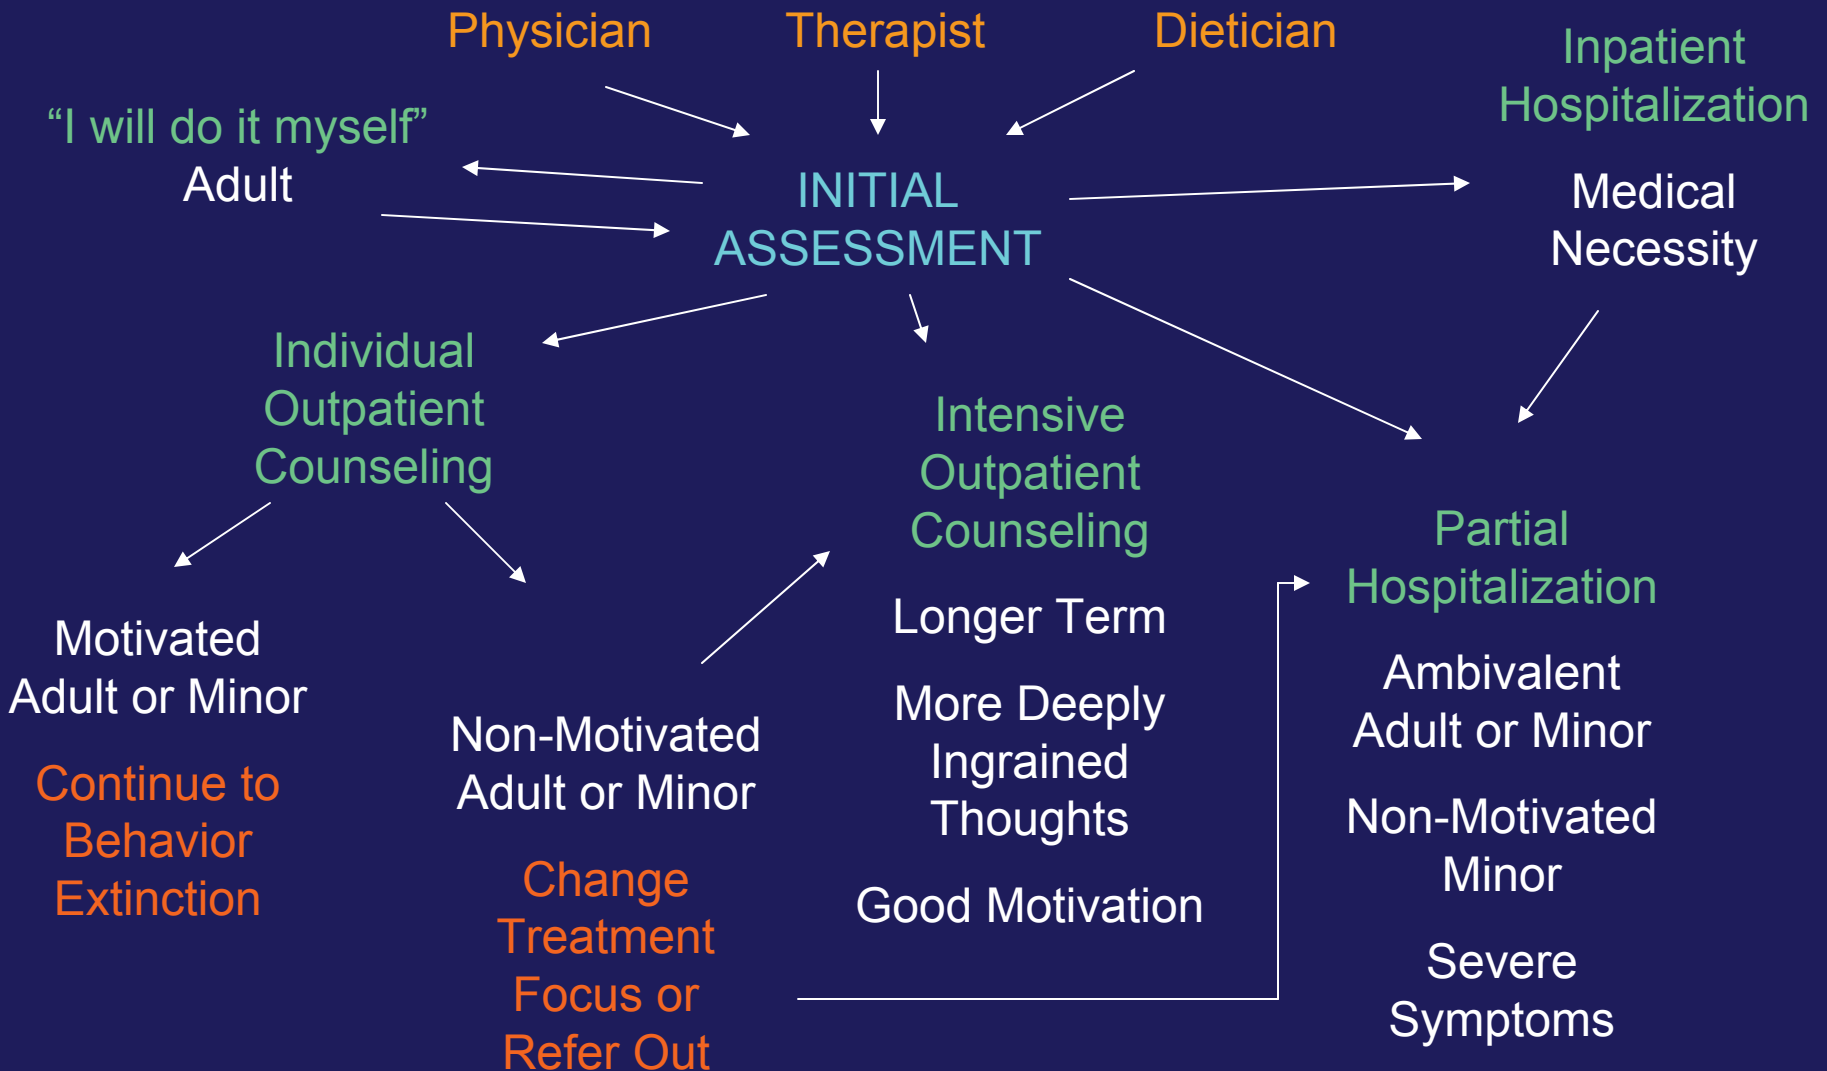 Physician
Therapist
Dietician
Inpatient
Hospitalization
Medical
Necessity
“I will do it myself”
Adult
INITIAL
ASSESSMENT
Individual
Outpatient
Counseling
Motivated
Adult or Minor
Continue to
Behavior
Extinction
Non-Motivated
Adult or Minor
Change
Treatment
Focus or
Refer Out
Intensive
Outpatient
Counseling
Longer Term
More Deeply
Ingrained
Thoughts
Good Motivation
Partial
Hospitalization
Ambivalent
Adult or Minor
Non-Motivated
Minor
Severe
Symptoms